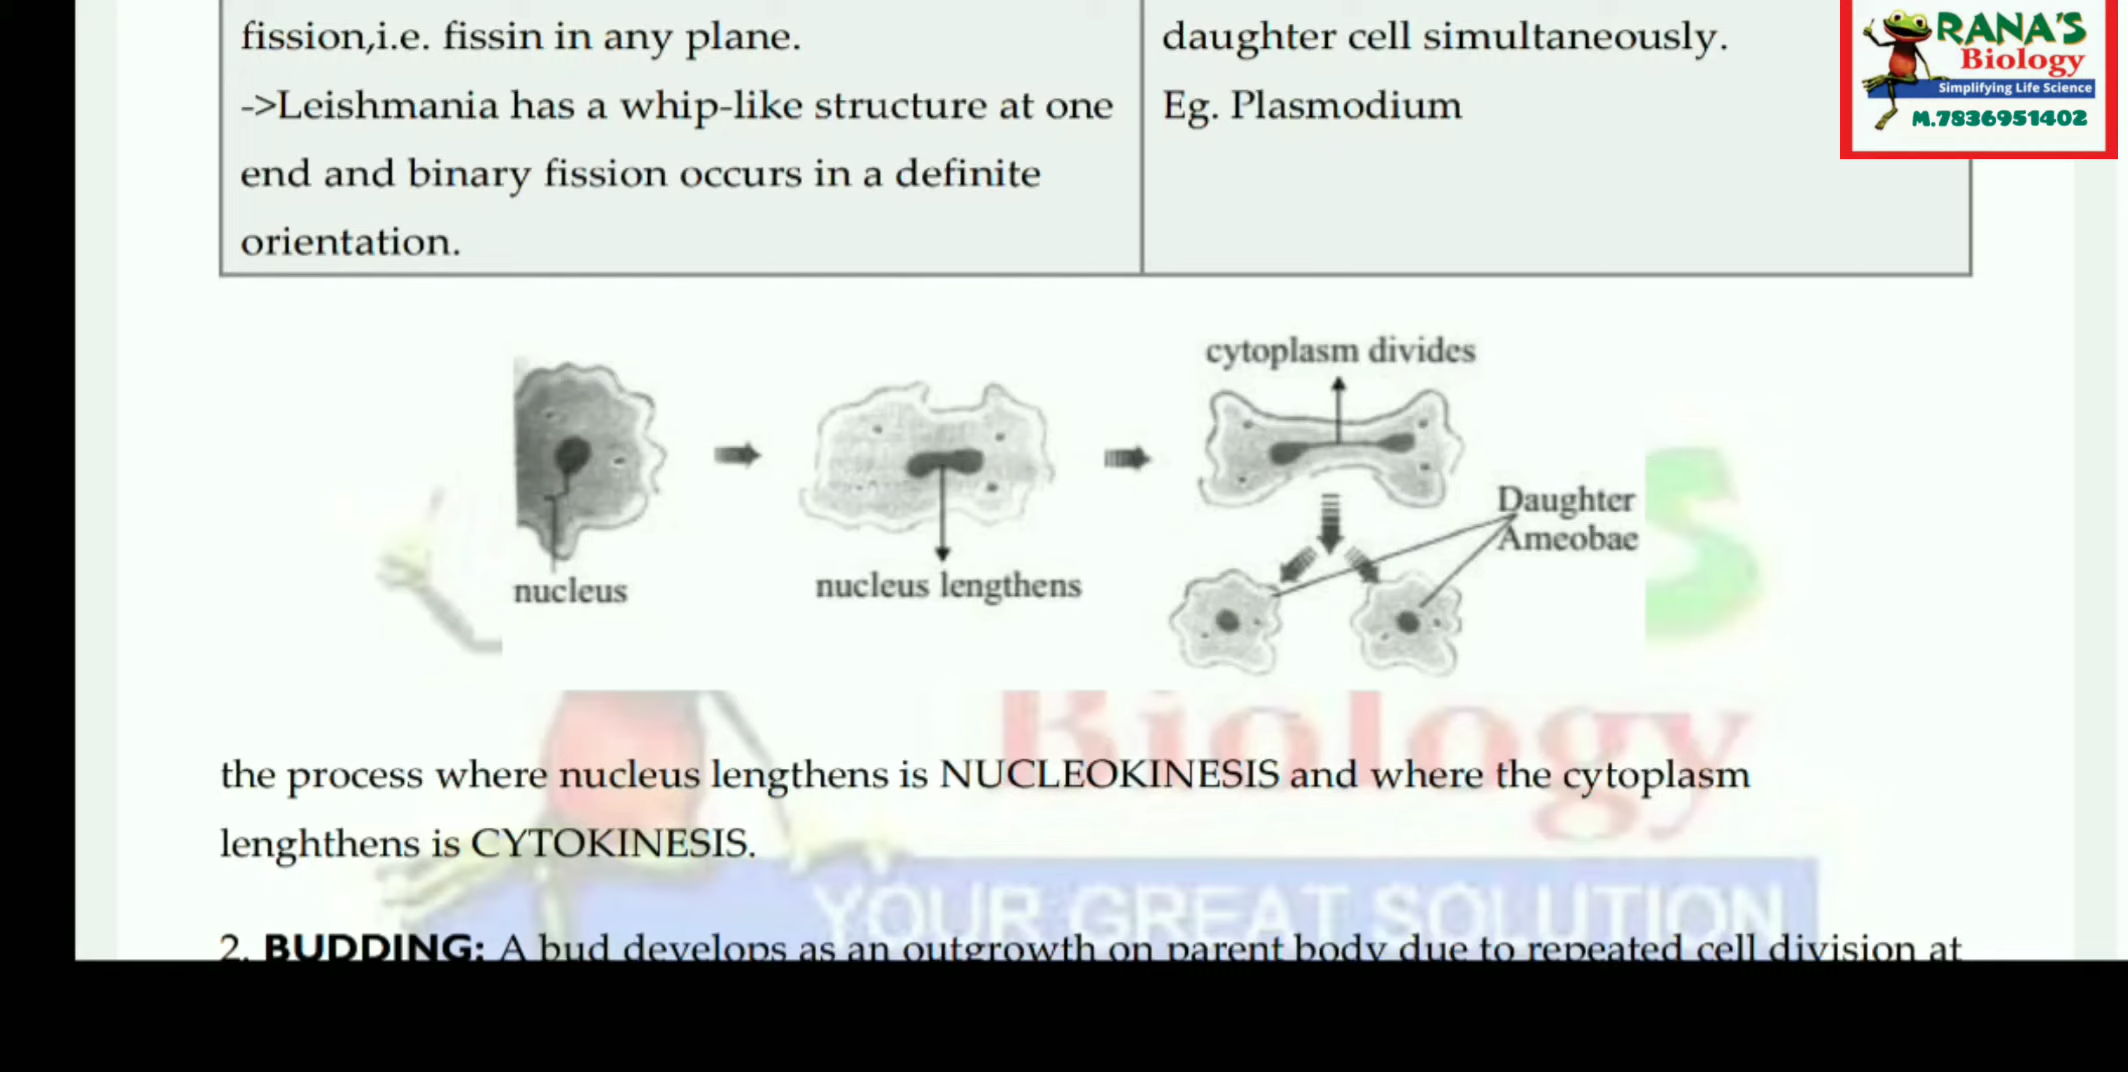 fission,i.e. fissin in any plane.
->Leishmania has a whip-like structure at one
end and binary fission occurs in a definite
orientation.
daughter cell simultaneously.
Eg. Plasmodium
RANA'S
Biology
Simplifying Life Science
M.7836951402
cytoplasm divides
Daughter
Ameobae
nucleus
nucleus lengthens
Biology
the process where nucleus lengthens is NUCLEOKINESIS and where the cytoplasm
lenghthens is CYTOKINESIS.
YOUR GREAT SOLUTION
2. BUDDING: A bud develops as an outgrowth on parent body due to repeated cell division at